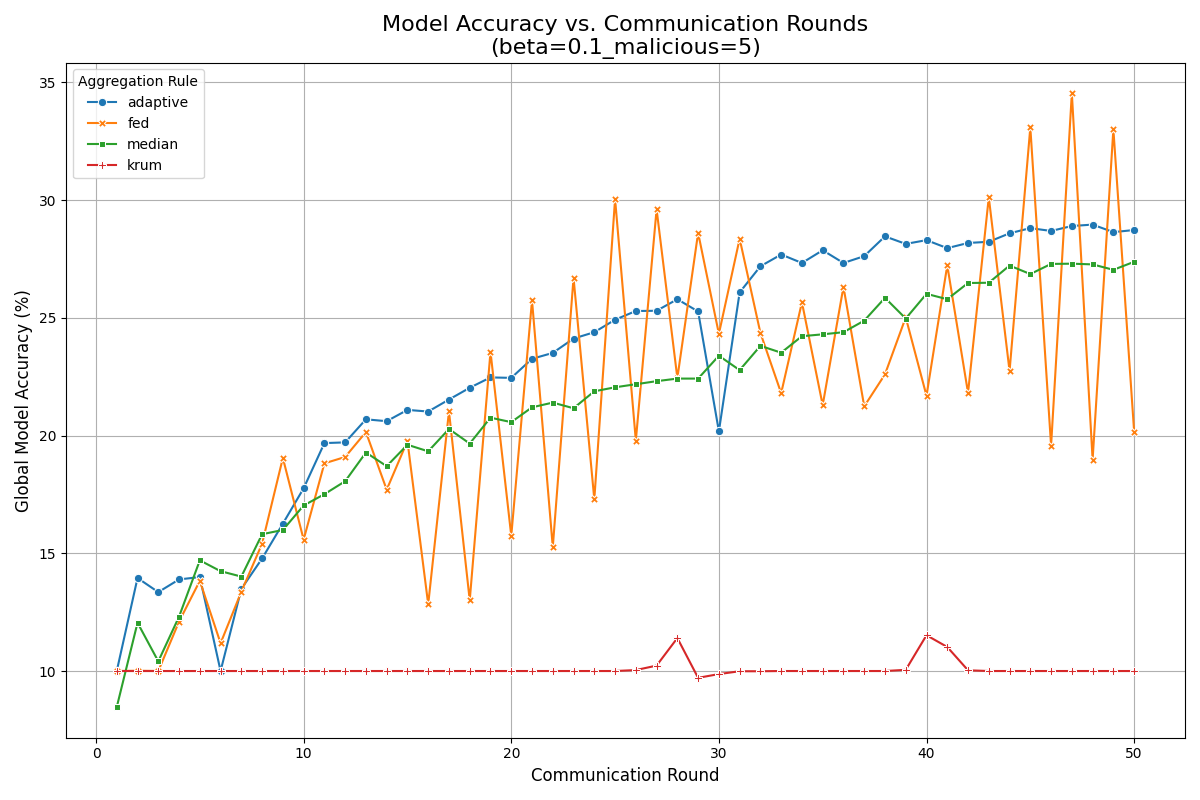 Model Accuracy vs. Communication Rounds
(beta=0.1_malicious=5)
Aggregation Rule
adaptive
fed
median
krum
Global Model Accuracy (%)
35
30
25
20
15
10
0 10 20 30 40 50
Communication Round